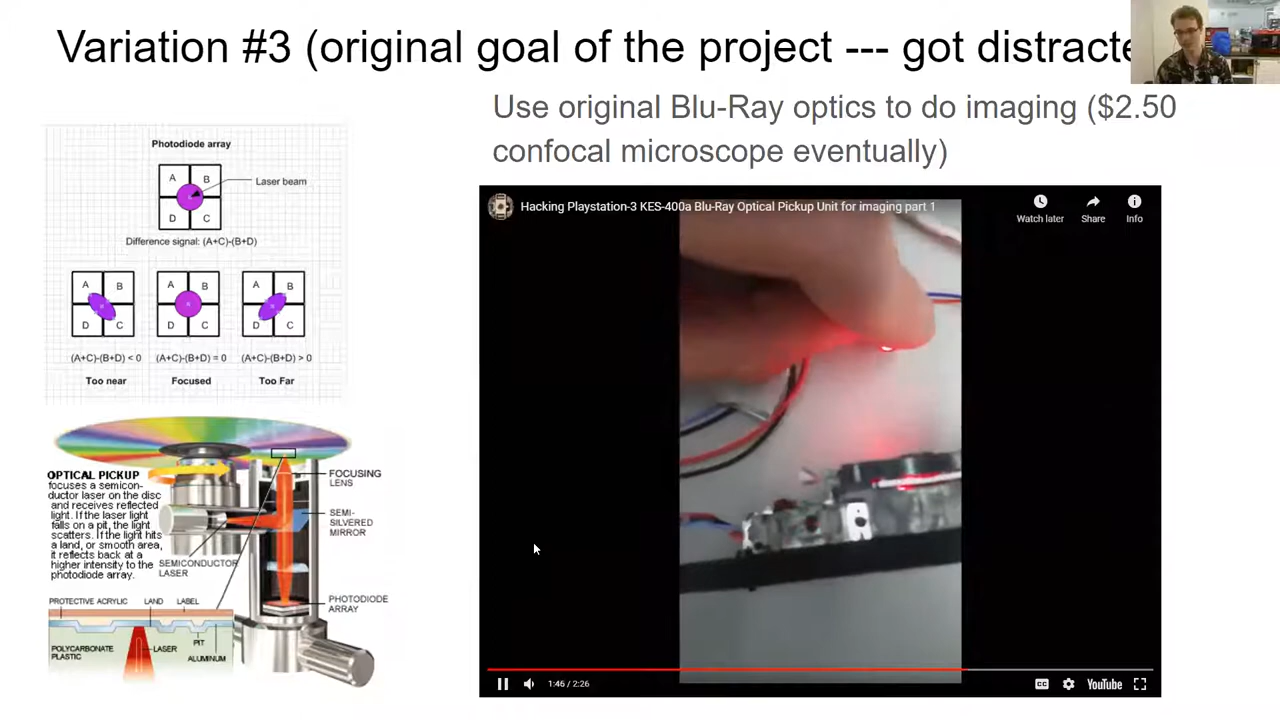 Variation #3 (original goal of the project --- got distracte
Use original Blu-Ray optics to do imaging ($2.50
confocal microscope eventually)
Photodiode array
A B
Laser beam
D C
Difference signal: (A+C)-(B+D)
A B A B A B
D C D C D C
(A+C)-(B+D) < 0 (A+C)-(B+D) = 0 (A+C)-(B+D) > 0
Too near Focused Too Far
OPTICAL PICKUP
focuses a semicon-
ductor laser on the disc
and receives reflected
light. If the laser light
falls on a pit, the light
scatters. If the light hits
a land, or smooth area,
it reflects back at a
higher intensity to the
photodiode array.
FOCUSING
LENS
SEMI-
SILVERED
MIRROR
SEMICONDUCTOR
LASER
PHOTODIODE
ARRAY
PROTECTIVE ACRYLIC LAND LABEL
POLYCARBONATE
PLASTIC
LASER
PIT
ALUMINUM
Hacking Playstation-3 KES-400a Blu-Ray Optical Pickup Unit for imaging part 1
Watch later Share Info
1:46 / 2:26
CC
YouTube